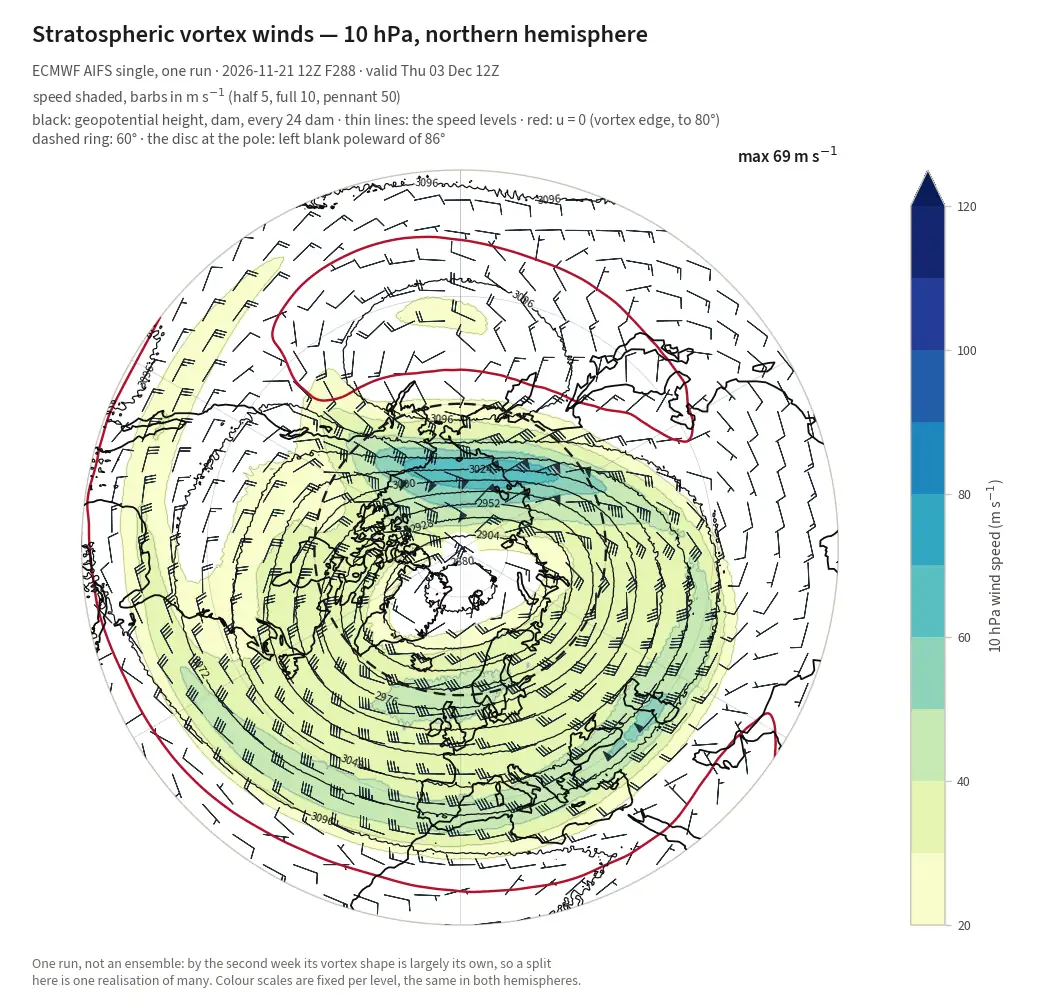 Stratospheric vortex winds — 10 hPa, northern hemisphere
ECMWF AIFS single, one run · 2026-11-21 12Z F288 · valid Thu 03 Dec 12Z
speed shaded, barbs in m s⁻¹ (half 5, full 10, pennant 50)
black: geopotential height, dam, every 24 dam · thin lines: the speed levels · red: u = 0 (vortex edge, to 80°)
dashed ring: 60° · the disc at the pole: left blank poleward of 86°
max 69 m s⁻¹
3096
3096
3096
3096
3096
3000
2952
2928
2904
3096
120
100
80
60
40
20
10 hPa wind speed (m s⁻¹)
One run, not an ensemble: by the second week its vortex shape is largely its own, so a split
here is one realisation of many. Colour scales are fixed per level, the same in both hemispheres.